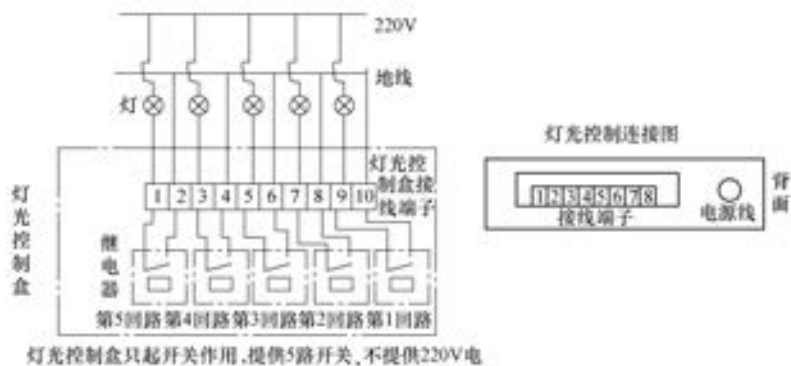 220V
地线
灯
灯光控
制盒接
线端子
1 2 3 4 5 6 7 8 9 10
灯光控制盒
继电器
第5回路第4回路第3回路第2回路第1回路
灯光控制盒只起开关作用,提供5路开关、不提供220V电
灯光控制连接图
12345678
接线端子
电源线
背面